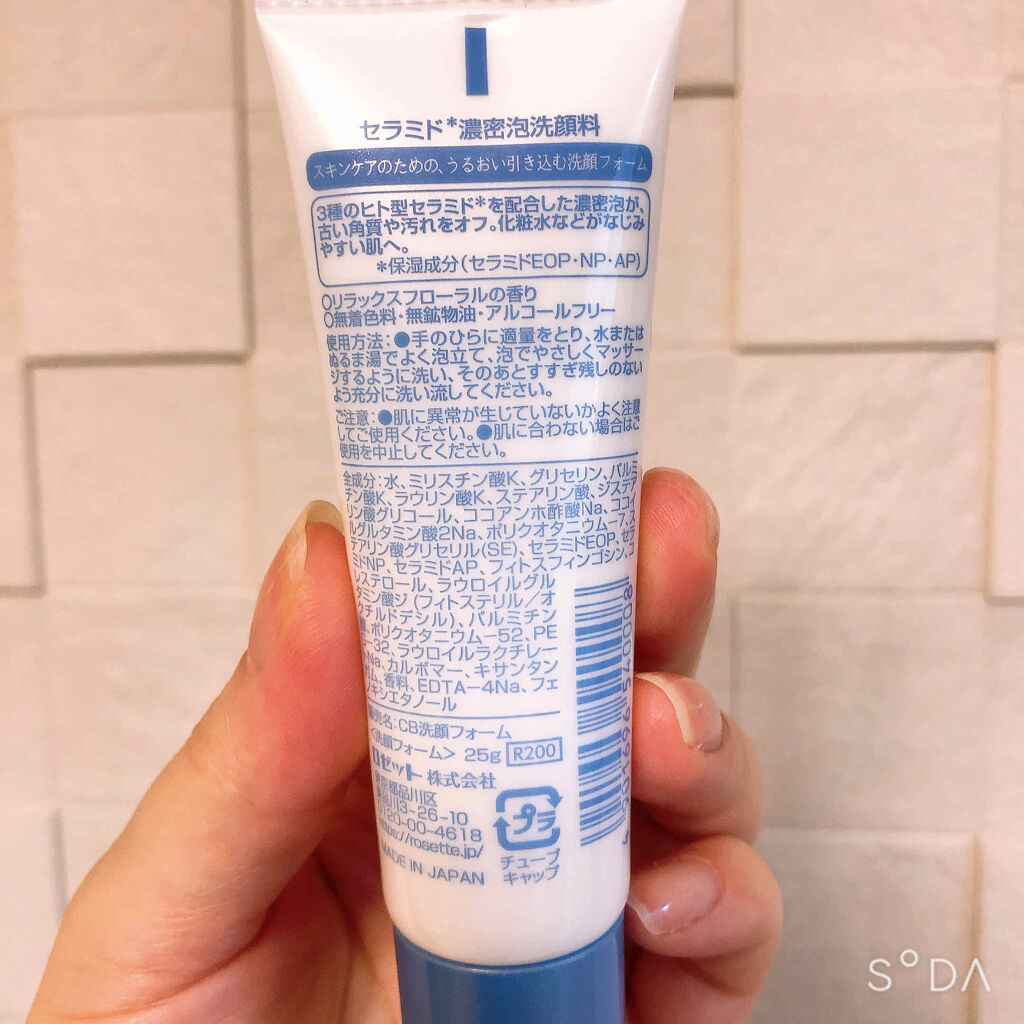 セラミド*濃密泡洗顔料
スキンケアのための、うるおい引き込む洗顔フォーム
3種のヒト型セラミド*を配合した濃密泡が、
古い角質や汚れをオフ。化粧水などがなじみ
やすい肌へ。
*保湿成分(セラミドEOP・NP・AP)
○リラックスフローラルの香り
○無着色料・無鉱物油・アルコールフリー
使用方法:●手のひらに適量をとり、水または
ぬるま湯でよく泡立て、泡でやさしくマッサー
ジするように洗い、そのあとすすぎ残しのない
よう充分に洗い流してください。
ご注意:●肌に異常が生じていないかよく注意
してご使用ください。●肌に合わない場合はご
使用を中止してください。
全成分:水、ミリスチン酸K、グリセリン、パルミ
チン酸K、ラウリン酸K、ステアリン酸、ジステア
リン酸グリコール、ココアンホ酢酸Na、ココイ
ルグルタミン酸2Na、ポリクオタニウム-7、ス
テアリン酸グリセリル(SE)、セラミドEOP、セラ
ミドNP、セラミドAP、フィトスフィンゴシン、コ
レステロール、ラウロイルグル
タミン酸ジ(フィトステリル/オ
クチルドデシル)、パルミチン
酸、ポリクオタニウム-52、PE
-32、ラウロイルラクチレー
Na、カルボマー、キサンタン
ガム、香料、EDTA-4Na、フェ
ノキシエタノール
販売名:CB洗顔フォーム
<洗顔フォーム> 25g R200
ロゼット株式会社
東京都品川区
品川3-26-10
0120-00-4618
https://rosette.jp/
MADE IN JAPAN
プラ
チューブ
キャップ
SODA